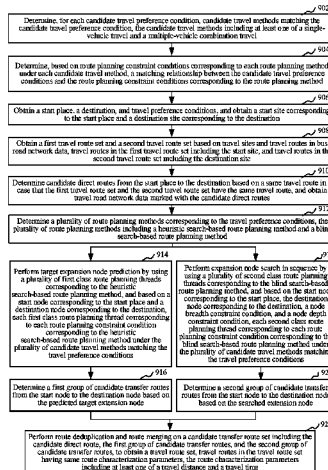 902
Determine, for each candidate travel preference condition, candidate travel methods matching the
candidate travel preference condition, the candidate travel methods including at least one of a single-
vehicle travel and a multiple-vehicle combination travel
904
Determine, based on route planning constraint conditions corresponding to each route planning method
under each candidate travel method, a matching relationship between the candidate travel preference
conditions and the route planning constraint conditions corresponding to the route planning method
906
Obtain a start place, a destination, and travel preference conditions, and obtain a start site corresponding
to the start place and a destination site corresponding to the destination
908
Obtain a first travel route set and a second travel route set based on travel sites and travel routes in bus
road network data, travel routes in the first travel route set including the start site, and travel routes in the
second travel route set including the destination site
910
Determine candidate direct routes from the start place to the destination based on a same travel route in
case that the first travel route set and the second travel route set have the same travel route, and obtain
travel road network data marked with the candidate direct routes
912
Determine a plurality of route planning methods corresponding to the travel preference conditions, the
plurality of route planning methods including a heuristic search-based route planning method and a blind
search-based route planning method
914
Perform target expansion node prediction by using
a plurality of first class route planning threads
corresponding to the heuristic
search-based route planning method, and based on a
start node corresponding to the start place and a
destination node corresponding to the destination,
each first class route planning thread corresponding
to each route planning constraint condition
corresponding to the heuristic
search-based route planning method under the
plurality of candidate travel methods matching the
travel preference conditions
916
Determine a first group of candidate transfer routes
from the start node to the destination node based on
the predicted target extension node
Perform expansion node search in sequence by
using a plurality of second class route planning
threads corresponding to the blind search-based
route planning method, and based on the start node
corresponding to the start place, the destination
node corresponding to the destination, a node
breadth constraint condition, and a node depth
constraint condition, each second class route
planning thread corresponding to each route
planning constraint condition corresponding to the
blind search-based route planning method under
the plurality of candidate travel methods matching
the travel preference conditions
Determine a second group of candidate transfer
routes from the start node to the destination node
based on the searched extension node
Perform route deduplication and route merging on a candidate transfer route set including the
candidate direct route, the first group of candidate transfer routes, and the second group of
candidate transfer routes, to obtain a travel route set, travel routes in the travel route set
having same route characterization parameters, the route characterization parameters
including at least one of a travel distance and a travel time